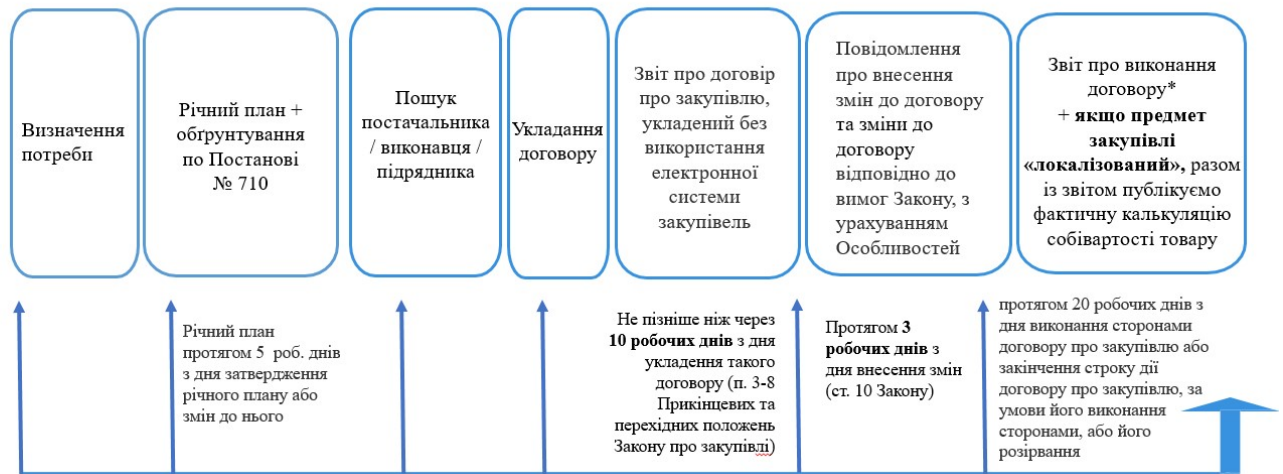 Визначення
потреби
Річний план +
обґрунтування
по Постанові
№ 710
Пошук
постачальника
/ виконавця /
підрядника
Укладання
договору
Звіт про договір
про закупівлю,
укладений без
використання
електронної
системи
закупівель
Повідомлення
про внесення
змін до договору
та зміни до
договору
відповідно до
вимог Закону, з
урахуванням
Особливостей
Звіт про виконання
договору*
+ якщо предмет
закупівлі
«локалізований», разом
із звітом публікуємо
фактичну калькуляцію
собівартості товару
Річний план
протягом 5 роб. днів
з дня затвердження
річного плану або
змін до нього
Не пізніше ніж через
10 робочих днів з дня
укладення такого
договору (п. 3-8
Прикінцевих та
перехідних положень
Закону про закупівлі)
Протягом 3
робочих днів з
дня внесення змін
(ст. 10 Закону)
протягом 20 робочих днів з
дня виконання сторонами
договору про закупівлю або
закінчення строку дії
договору про закупівлю, за
умови його виконання
сторонами, або його
розірвання